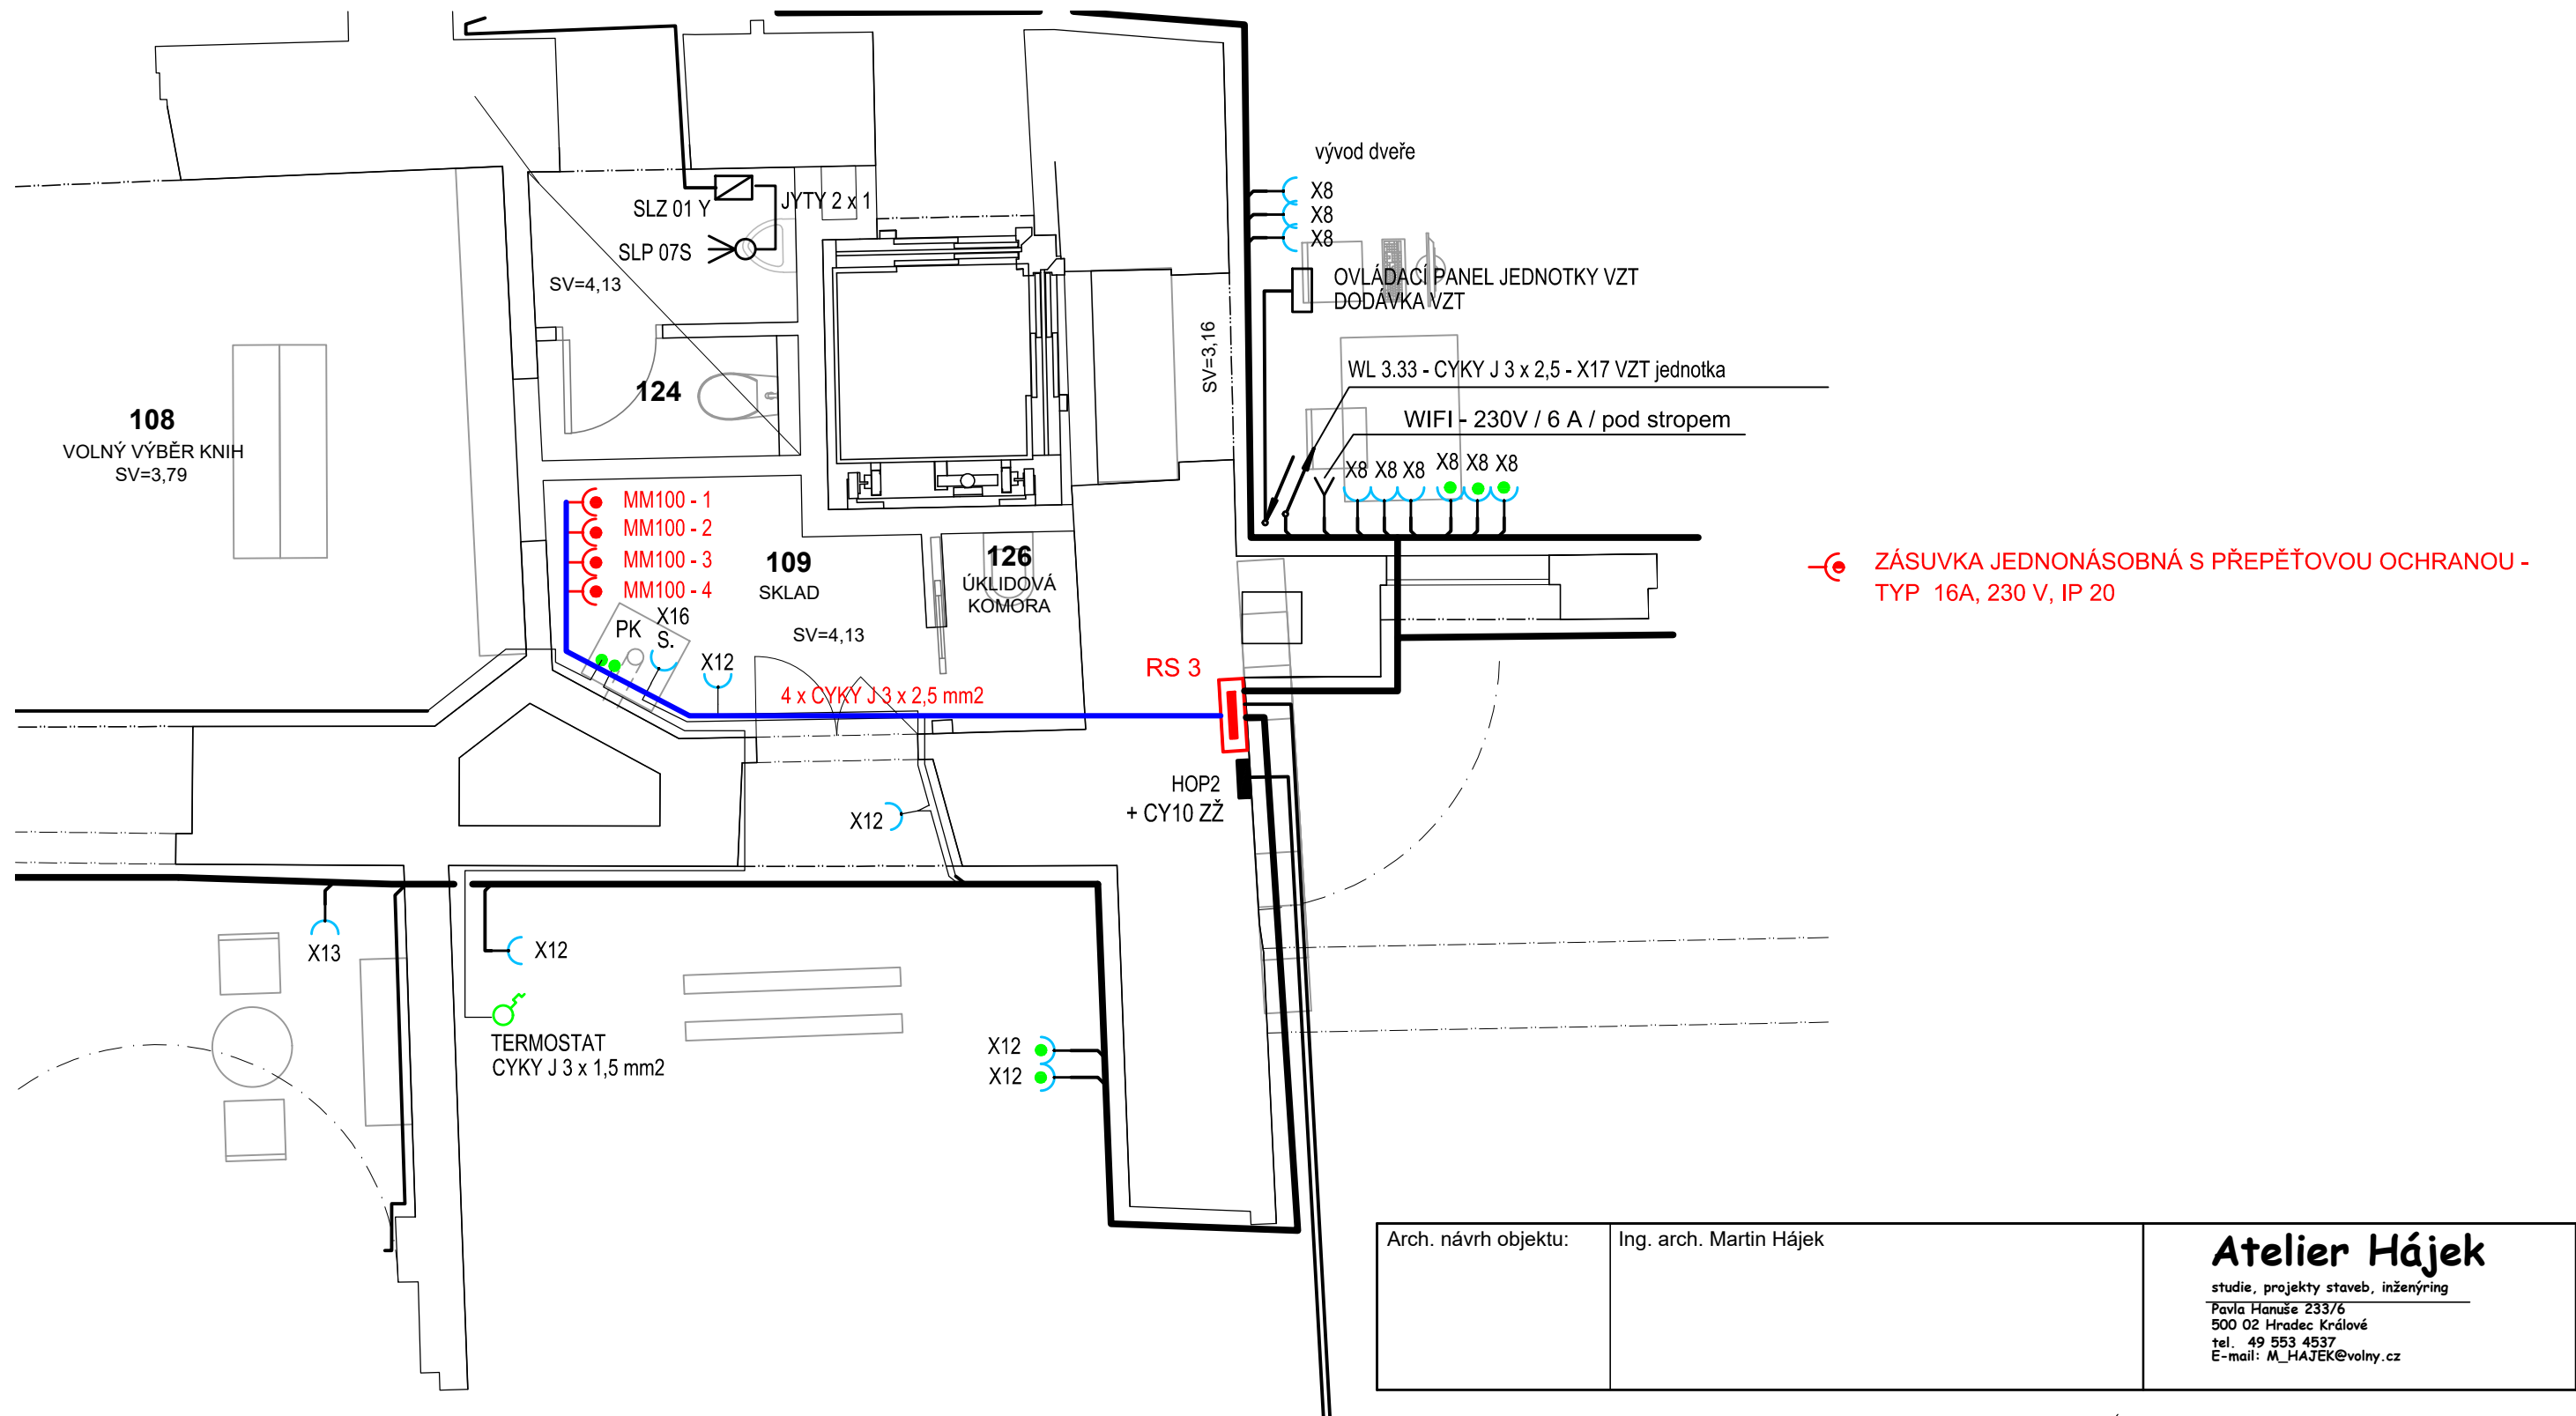 vývod dveře
X8
X8
X8
SLZ 01 Y
JYTY 2 x 1
SLP 07S
SV=4,13
OVLÁDACÍ PANEL JEDNOTKY VZT
DODÁVKA VZT
SV=3,16
WL 3.33 - CYKY J 3 x 2,5 - X17 VZT jednotka
WIFI - 230V / 6 A / pod stropem
124
108
VOLNÝ VÝBĚR KNIH
SV=3,79
X8 X8 X8 X8 X8 X8
MM100 - 1
MM100 - 2
MM100 - 3
MM100 - 4
109
SKLAD
SV=4,13
126
ÚKLIDOVÁ
KOMORA
ZÁSUVKA JEDNONÁSOBNÁ S PŘEPĚŤOVOU OCHRANOU -
TYP 16A, 230 V, IP 20
PK
X16
S.
X12
RS 3
4 x CYKY J 3 x 2,5 mm2
HOP2
+ CY10 ZŽ
X12
X13
X12
TERMOSTAT
CYKY J 3 x 1,5 mm2
X12
X12
Arch. návrh objektu:
Ing. arch. Martin Hájek
Atelier Hájek
studie, projekty staveb, inženýring
Pavla Hanuše 233/6
500 02 Hradec Králové
tel. 49 553 4537
E-mail: M_HAJEK@volny.cz